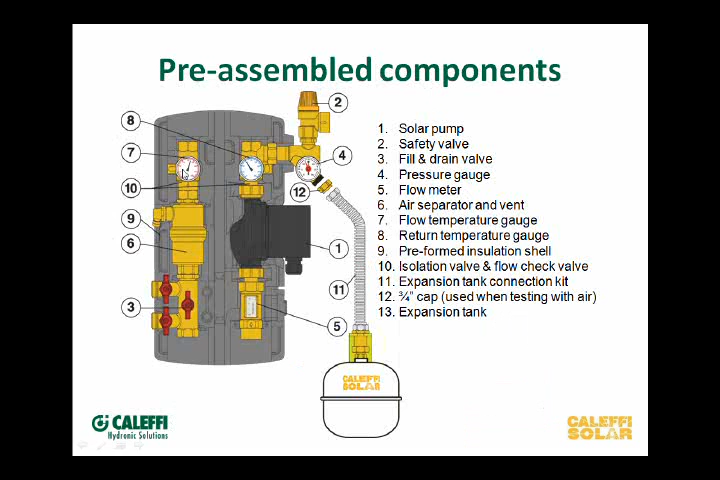 Pre-assembled components
2
8
7
4
10
12
9
6
1
11
3
5
1. Solar pump
2. Safety valve
3. Fill & drain valve
4. Pressure gauge
5. Flow meter
6. Air separator and vent
7. Flow temperature gauge
8. Return temperature gauge
9. Pre-formed insulation shell
10. Isolation valve & flow check valve
11. Expansion tank connection kit
12. ¾" cap (used when testing with air)
13. Expansion tank
CALEFFI
SOLAR
CALEFFI
Hydronic Solutions
CALEFFI
SOLAR